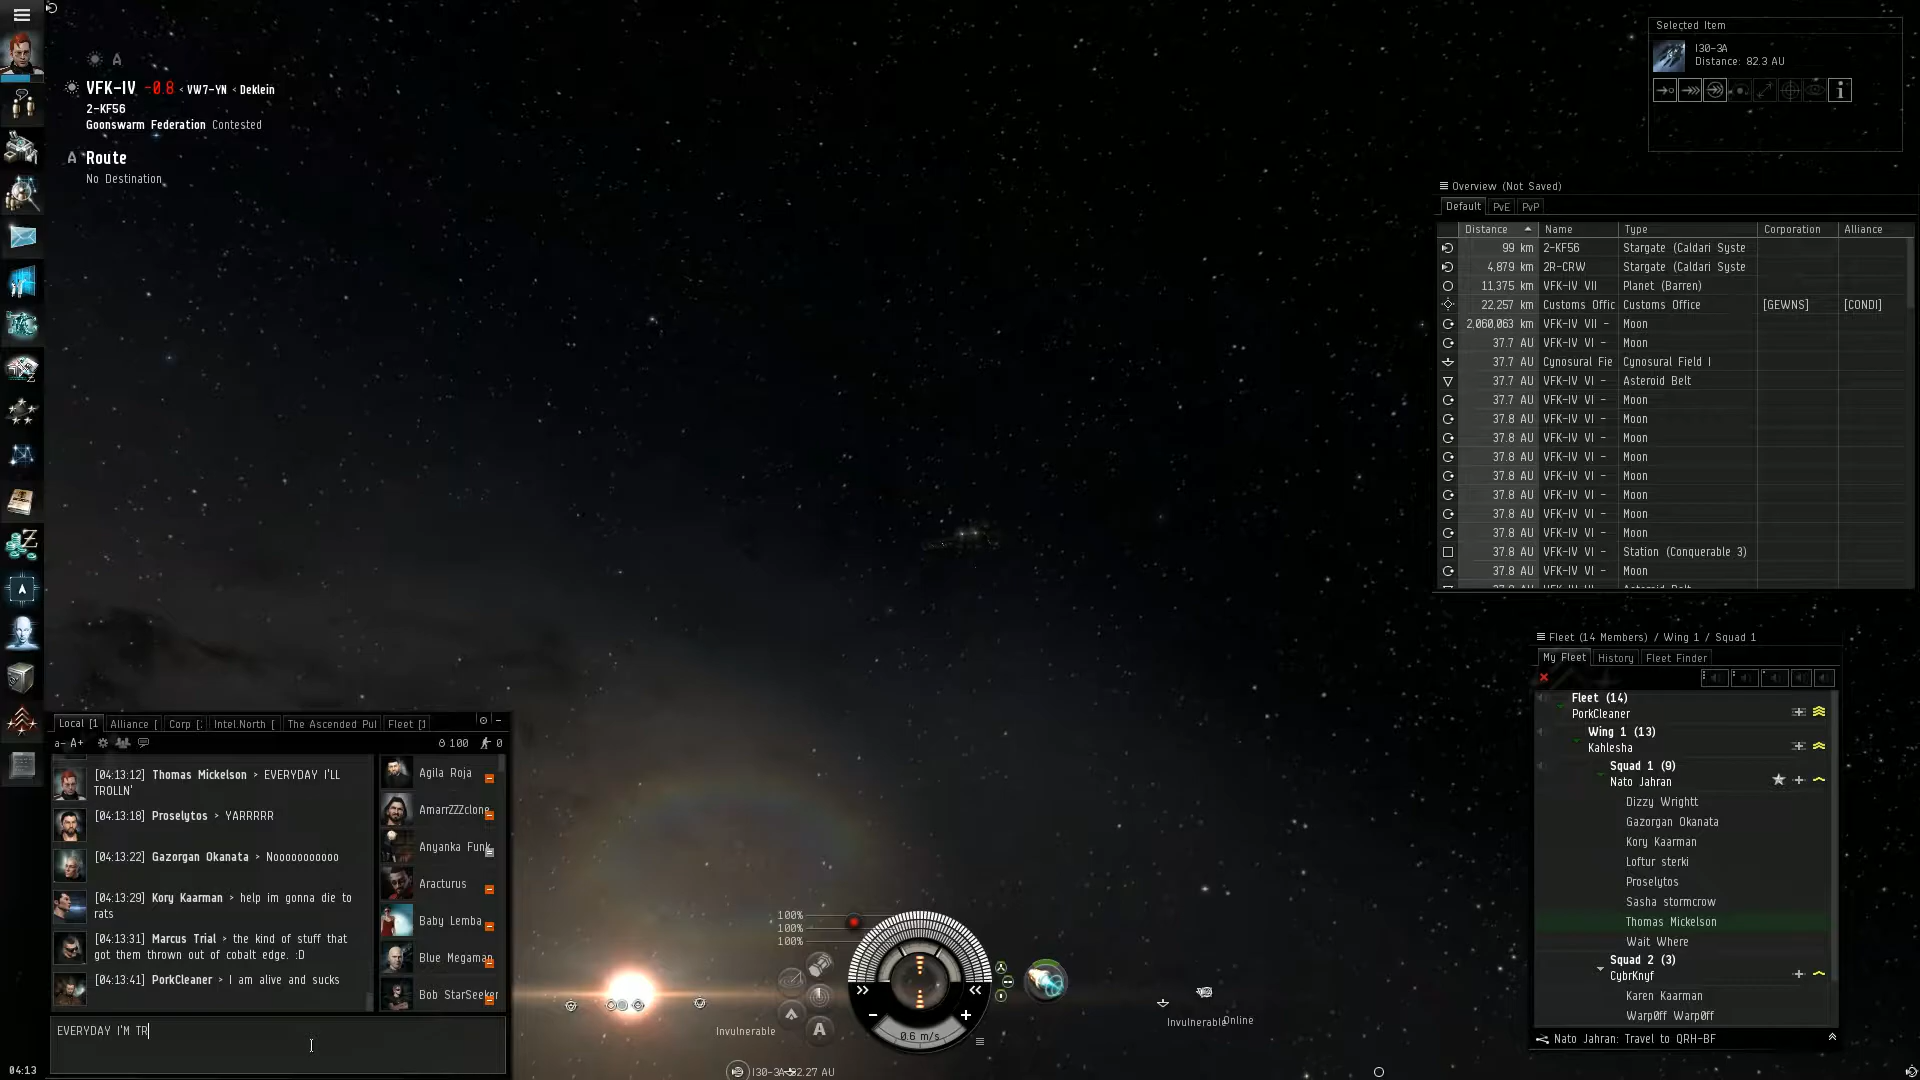 VFK-IV -0.8 < VW7-YN < Deklein
2-KF56
Goonswarm Federation Contested
A Route
No Destination
Selected Item
I30-3A
Distance: 82.3 AU
Overview (Not Saved)
Default PvE PvP
Distance Name Type Corporation Alliance
99 km 2-KF56 Stargate (Caldari Syste
4,879 km 2R-CRW Stargate (Caldari Syste
11,375 km VFK-IV VII Planet (Barren)
22,257 km Customs Offic Customs Office [GEWNS] [CONDI]
2,060,063 km VFK-IV VII - Moon
37.7 AU VFK-IV VI - Moon
37.7 AU Cynosural Fie Cynosural Field I
37.7 AU VFK-IV VI - Asteroid Belt
37.7 AU VFK-IV VI - Moon
37.8 AU VFK-IV VI - Moon
37.8 AU VFK-IV VI - Moon
37.8 AU VFK-IV VI - Moon
37.8 AU VFK-IV VI - Moon
37.8 AU VFK-IV VI - Moon
37.8 AU VFK-IV VI - Moon
37.8 AU VFK-IV VI - Moon
37.8 AU VFK-IV VI - Station (Conquerable 3)
37.8 AU VFK-IV VI - Moon
Fleet (14 Members) / Wing 1 / Squad 1
My Fleet History Fleet Finder
Fleet (14)
PorkCleaner
Wing 1 (13)
Kahlesha
Squad 1 (9)
Nato Jahran
Dizzy Wrightt
Gazorgan Okanata
Kory Kaarman
Loftur sterki
Proselytos
Sasha stormcrow
Thomas Mickelson
Wait Where
Squad 2 (3)
CybrKnyf
Karen Kaarman
Warp0ff Warp0ff
Nato Jahran: Travel to QRH-BF
Local [1 Alliance [ Corp [ Intel.North [ The Ascended Pul Fleet [1
a- A+ 100 0
[04:13:12] Thomas Mickelson > EVERYDAY I'LL
TROLLN'
[04:13:18] Proselytos > YARRRRR
[04:13:22] Gazorgan Okanata > Nooooooooooo
[04:13:29] Kory Kaarman > help im gonna die to
rats
[04:13:31] Marcus Trial > the kind of stuff that
got them thrown out of cobalt edge. :D
[04:13:41] PorkCleaner > I am alive and sucks
Agila Roja
AmarrZZZclone
Anyanka Funk
Aracturus
Baby Lemba
Blue Megaman
Bob StarSeeker
EVERYDAY I'M TR
04:13
100%
100%
100%
0.6 m/s
Invulnerable
Invulnerable
Online
I30-3A 82.27 AU